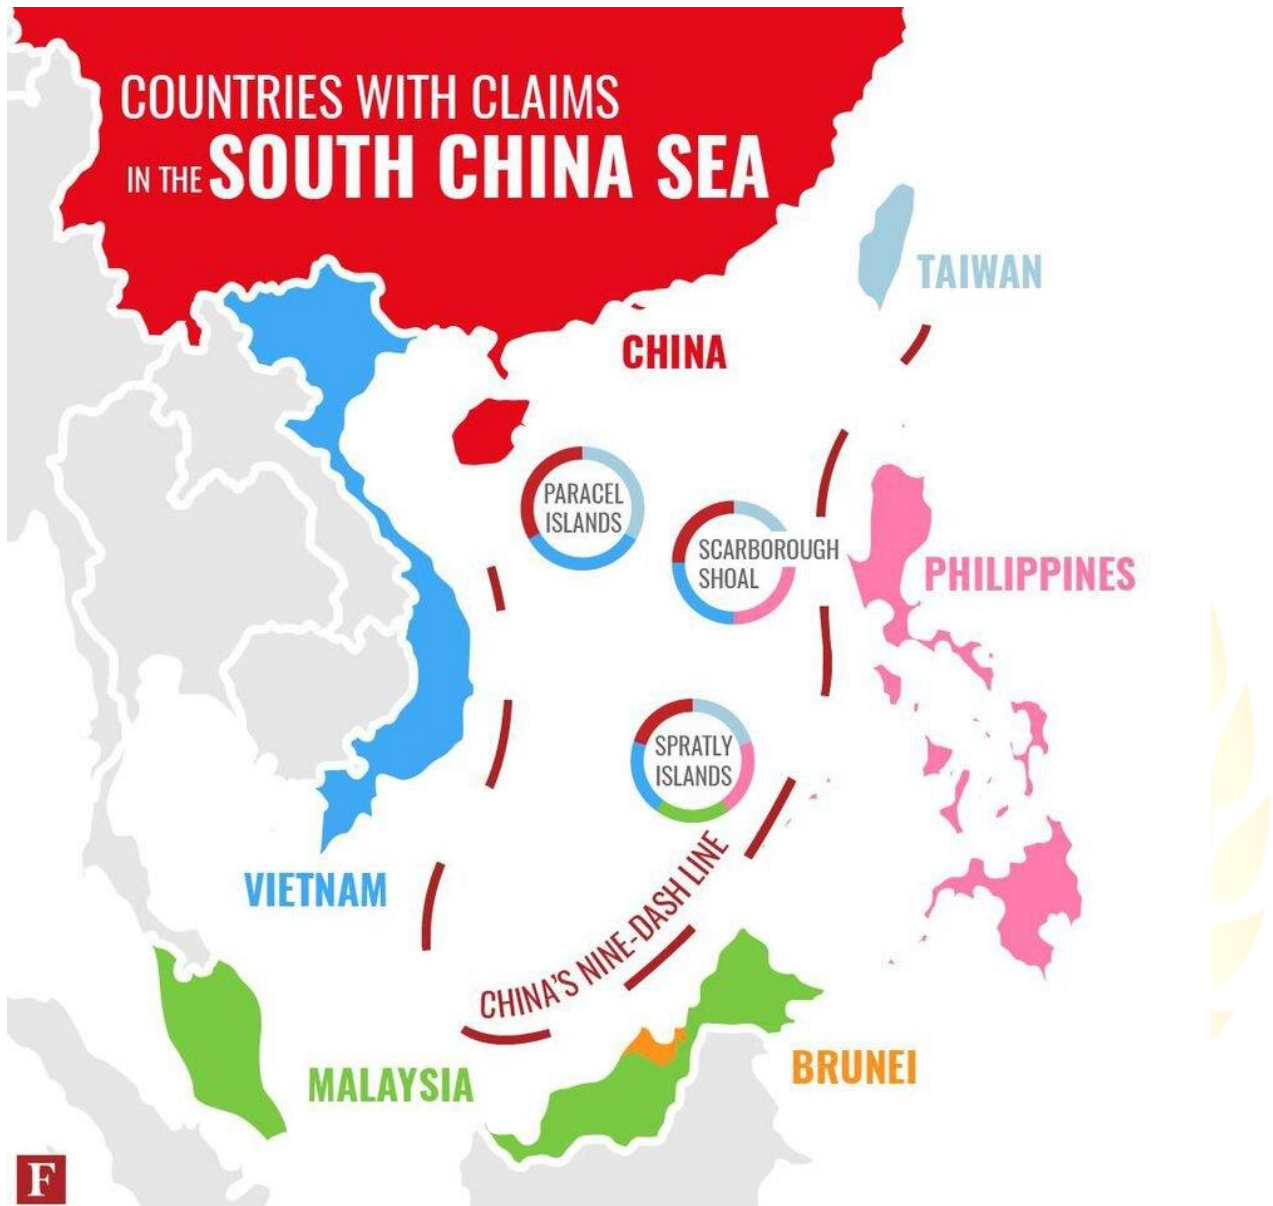 COUNTRIES WITH CLAIMS
IN THE SOUTH CHINA SEA
TAIWAN
CHINA
PARACEL
ISLANDS
SCARBOROUGH
SHOAL
PHILIPPINES
SPRATLY
ISLANDS
CHINA'S NINE-DASH LINE
VIETNAM
MALAYSIA
BRUNEI
F